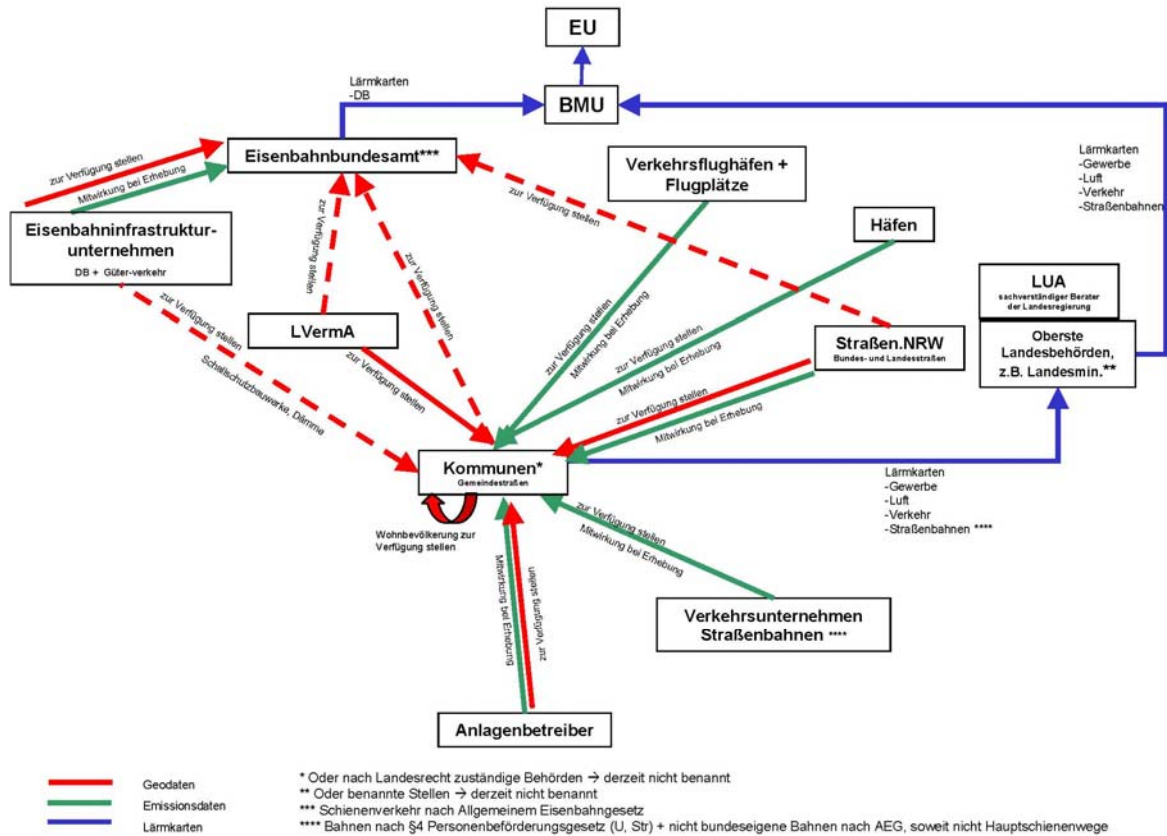 EU
Lärmkarten
-DB
BMU
Eisenbahnbundesamt***
Verkehrsflughäfen +
Flugplätze
Lärmkarten
-Gewerbe
-Luft
-Verkehr
-Straßenbahnen
zur Verfügung stellen
Mitwirkung bei Erhebung
zur Verfügung stellen
Eisenbahninfrastruktur-
unternehmen
DB + Güter-verkehr
Häfen
zur Verfügung stellen
zur Verfügung stellen
LUA
sachverständiger Berater
der Landesregierung
zur Verfügung stellen
Schallschutzbauwerke, Dämme
LVermA
zur Verfügung stellen
zur Verfügung stellen
Mitwirkung bei Erhebung
zur Verfügung stellen
Mitwirkung bei Erhebung
Straßen.NRW
Bundes- und Landesstraßen
Oberste
Landesbehörden,
z.B. Landesmin.**
zur Verfügung stellen
Mitwirkung bei Erhebung
Kommunen*
Gemeindestraßen
Lärmkarten
-Gewerbe
-Luft
-Verkehr
-Straßenbahnen ****
Wohnbevölkerung zur
Verfügung stellen
zur Verfügung stellen
Mitwirkung bei Erhebung
Mitwirkung bei Erhebung
zur Verfügung stellen
Verkehrsunternehmen
Straßenbahnen ****
Anlagenbetreiber
Geodaten
Emissionsdaten
Lärmkarten
* Oder nach Landesrecht zuständige Behörden → derzeit nicht benannt
** Oder benannte Stellen → derzeit nicht benannt
*** Schienenverkehr nach Allgemeinem Eisenbahngesetz
**** Bahnen nach §4 Personenbeförderungsgesetz (U, Str) + nicht bundeseigene Bahnen nach AEG, soweit nicht Hauptschienenwege